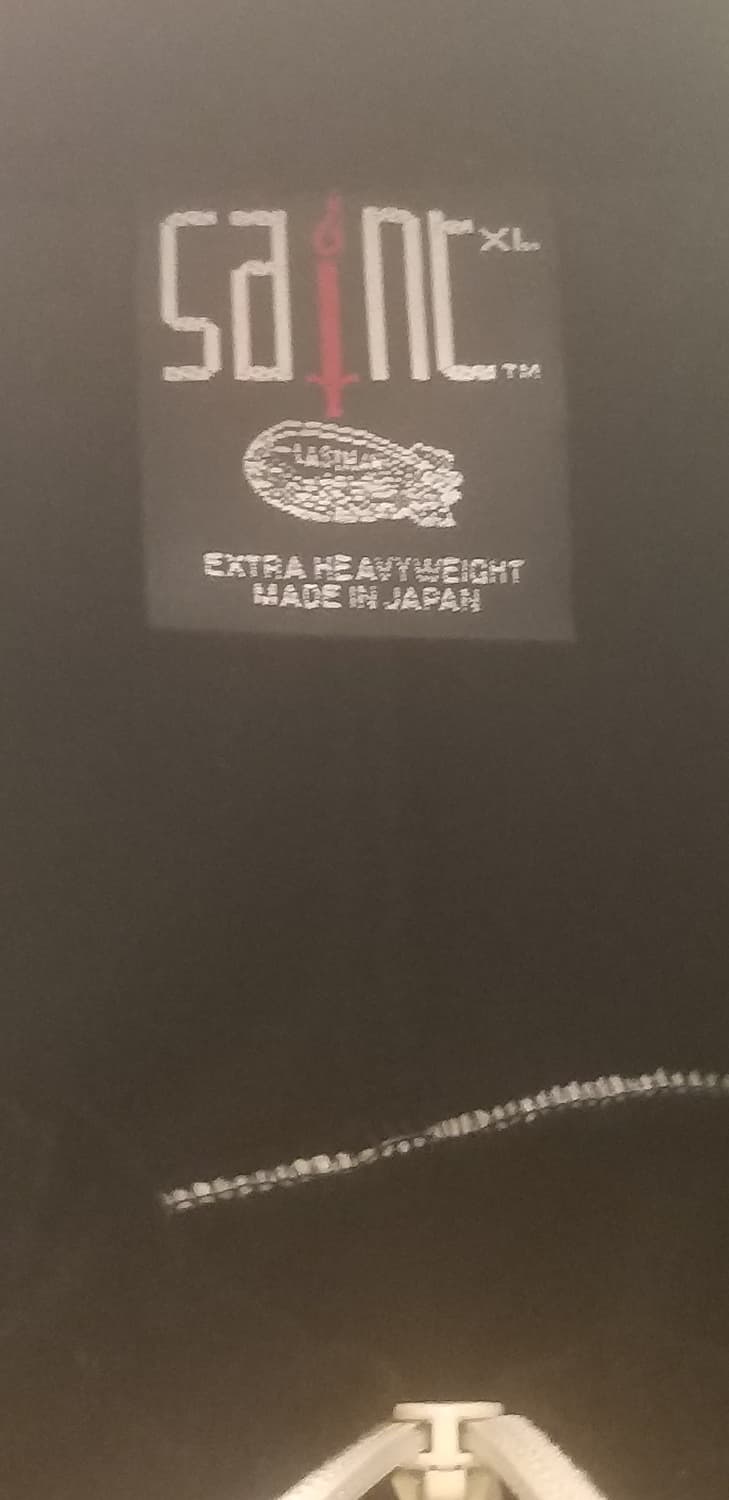 saint XL
TM
EXTRA HEAVYWEIGHT
MADE IN JAPAN